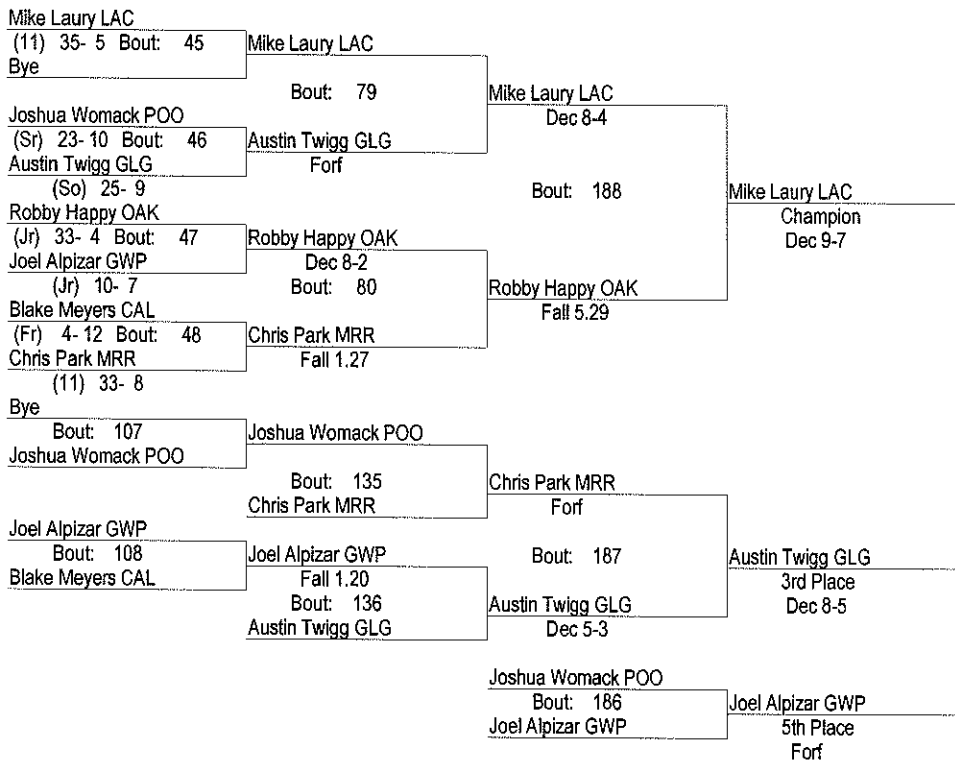 Mike Laury LAC
(11) 35- 5 Bout: 45
Bye
Mike Laury LAC
Bout: 79
Joshua Womack POO
(Sr) 23- 10 Bout: 46
Austin Twigg GLG
(So) 25- 9
Austin Twigg GLG
Forf
Mike Laury LAC
Dec 8-4
Bout: 188
Robby Happy OAK
(Jr) 33- 4 Bout: 47
Joel Alpizar GWP
(Jr) 10- 7
Robby Happy OAK
Dec 8-2
Bout: 80
Blake Meyers CAL
(Fr) 4- 12 Bout: 48
Chris Park MRR
(11) 33- 8
Chris Park MRR
Fall 1.27
Robby Happy OAK
Fall 5.29
Mike Laury LAC
Champion
Dec 9-7
Bye
Bout: 107
Joshua Womack POO
Joshua Womack POO
Bout: 135
Chris Park MRR
Chris Park MRR
Forf
Bout: 187
Joel Alpizar GWP
Bout: 108
Blake Meyers CAL
Joel Alpizar GWP
Fall 1.20
Bout: 136
Austin Twigg GLG
Austin Twigg GLG
Dec 5-3
Austin Twigg GLG
3rd Place
Dec 8-5
Joshua Womack POO
Bout: 186
Joel Alpizar GWP
Joel Alpizar GWP
5th Place
Forf